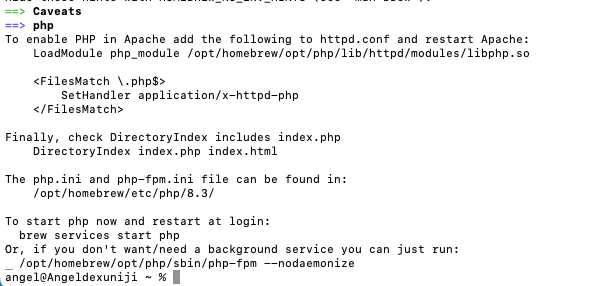 ==> Caveats
==> php
To enable PHP in Apache add the following to httpd.conf and restart Apache:
    LoadModule php_module /opt/homebrew/opt/php/lib/httpd/modules/libphp.so

    <FilesMatch \.php$>
        SetHandler application/x-httpd-php
    </FilesMatch>

Finally, check DirectoryIndex includes index.php
    DirectoryIndex index.php index.html

The php.ini and php-fpm.ini file can be found in:
    /opt/homebrew/etc/php/8.3/

To start php now and restart at login:
  brew services start php
Or, if you don't want/need a background service you can just run:
_ /opt/homebrew/opt/php/sbin/php-fpm --nodaemonize
angel@Angeldexuniji ~ %